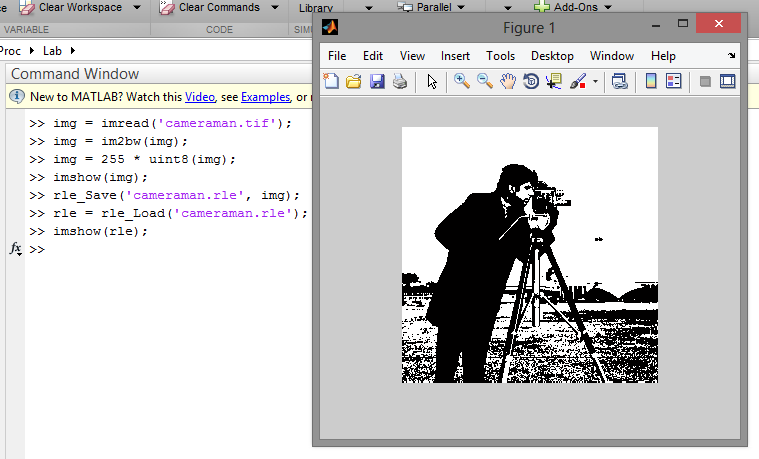 ce
Clear Workspace
Clear Commands
Library
Parallel
Add-Ons
VARIABLE
CODE
Proc
Lab
Command Window
New to MATLAB? Watch this Video, see Examples, or
>> img = imread('cameraman.tif');
>> img = im2bw(img);
>> img = 255 * uint8(img);
>> imshow(img);
>> rle_Save('cameraman.rle', img);
>> rle = rle_Load('cameraman.rle');
>> imshow(rle);
fx >>
Figure 1
File Edit View Insert Tools Desktop Window Help